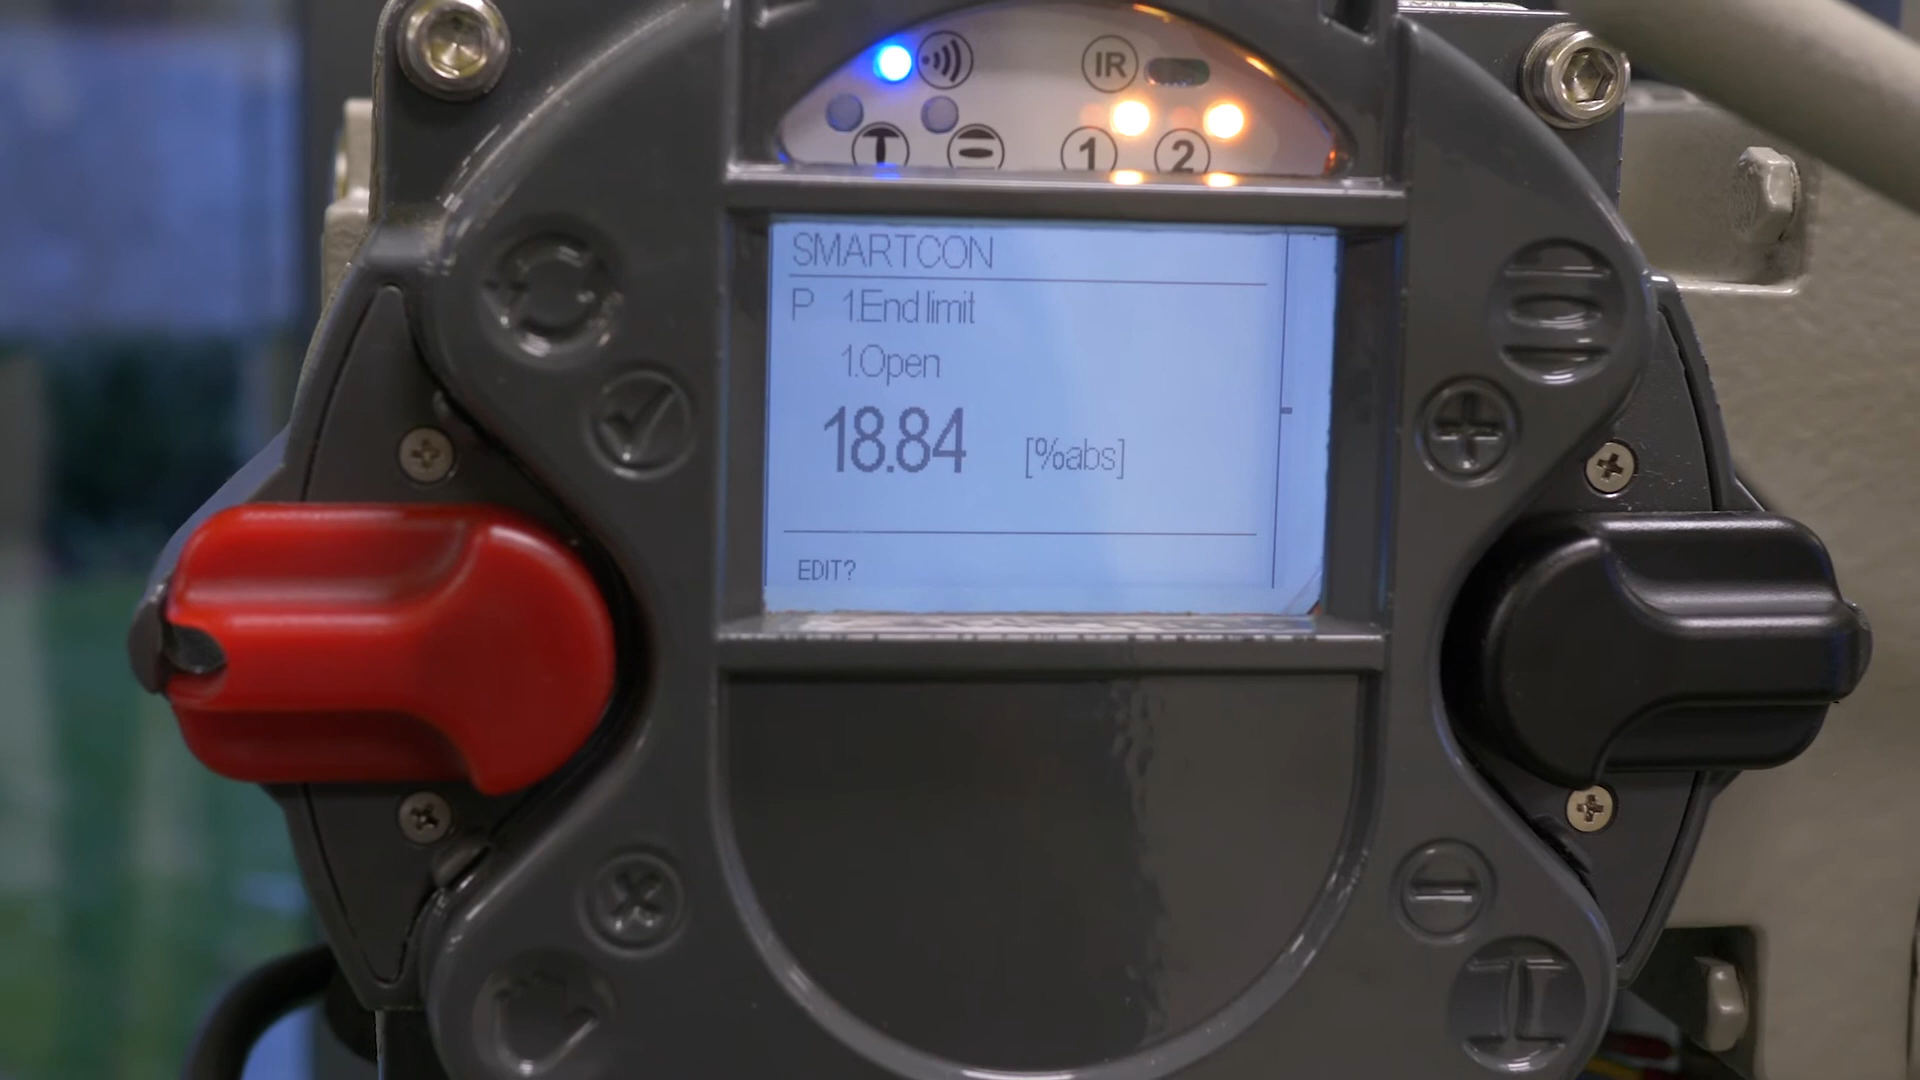 IR
1 2
SMARTCON
P 1.End limit
1.Open
18.84 [%abs]
EDIT?